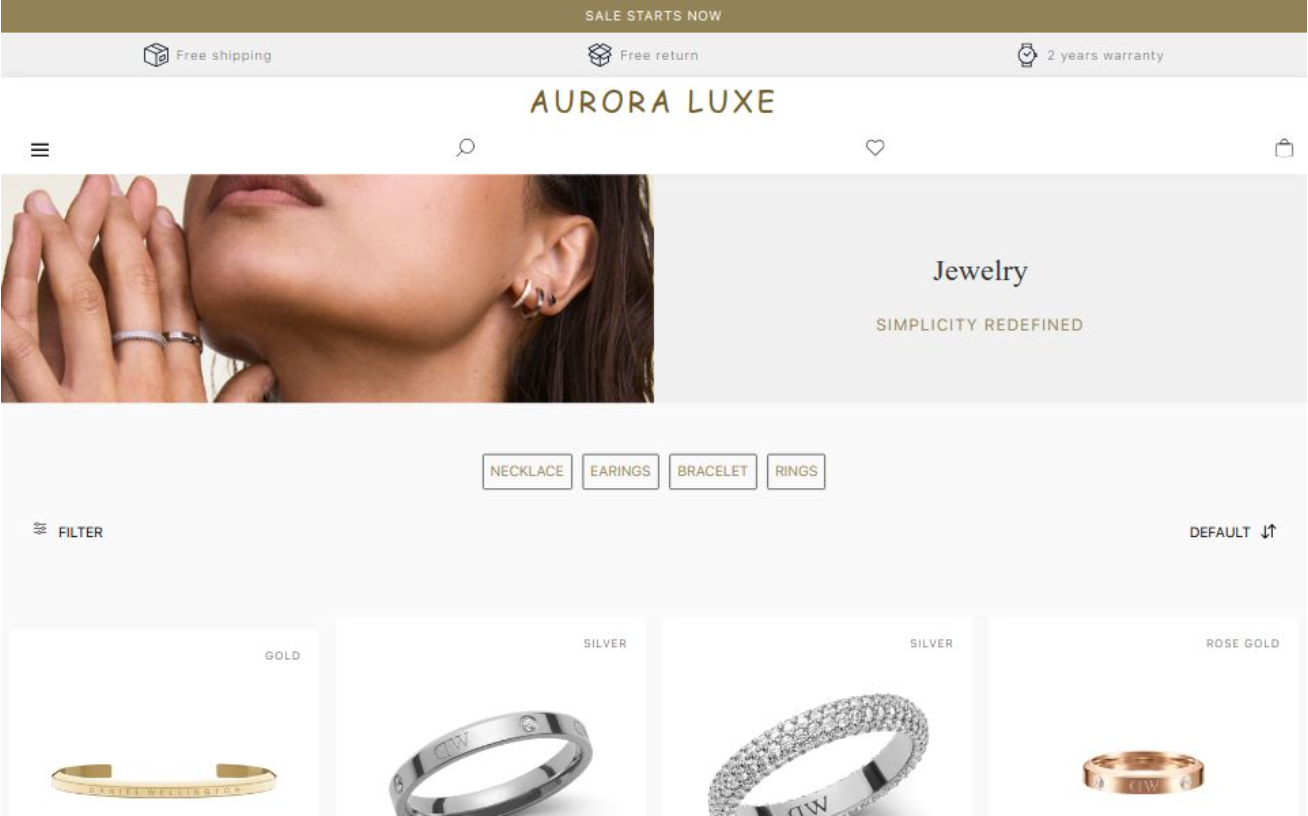 SALE STARTS NOW
Free shipping
Free return
2 years warranty
AURORA LUXE
Jewelry
SIMPLICITY REDEFINED
NECKLACE
EARINGS
BRACELET
RINGS
FILTER
DEFAULT
GOLD
SILVER
SILVER
ROSE GOLD
DANIEL WELLINGTON
DW
DW
DW